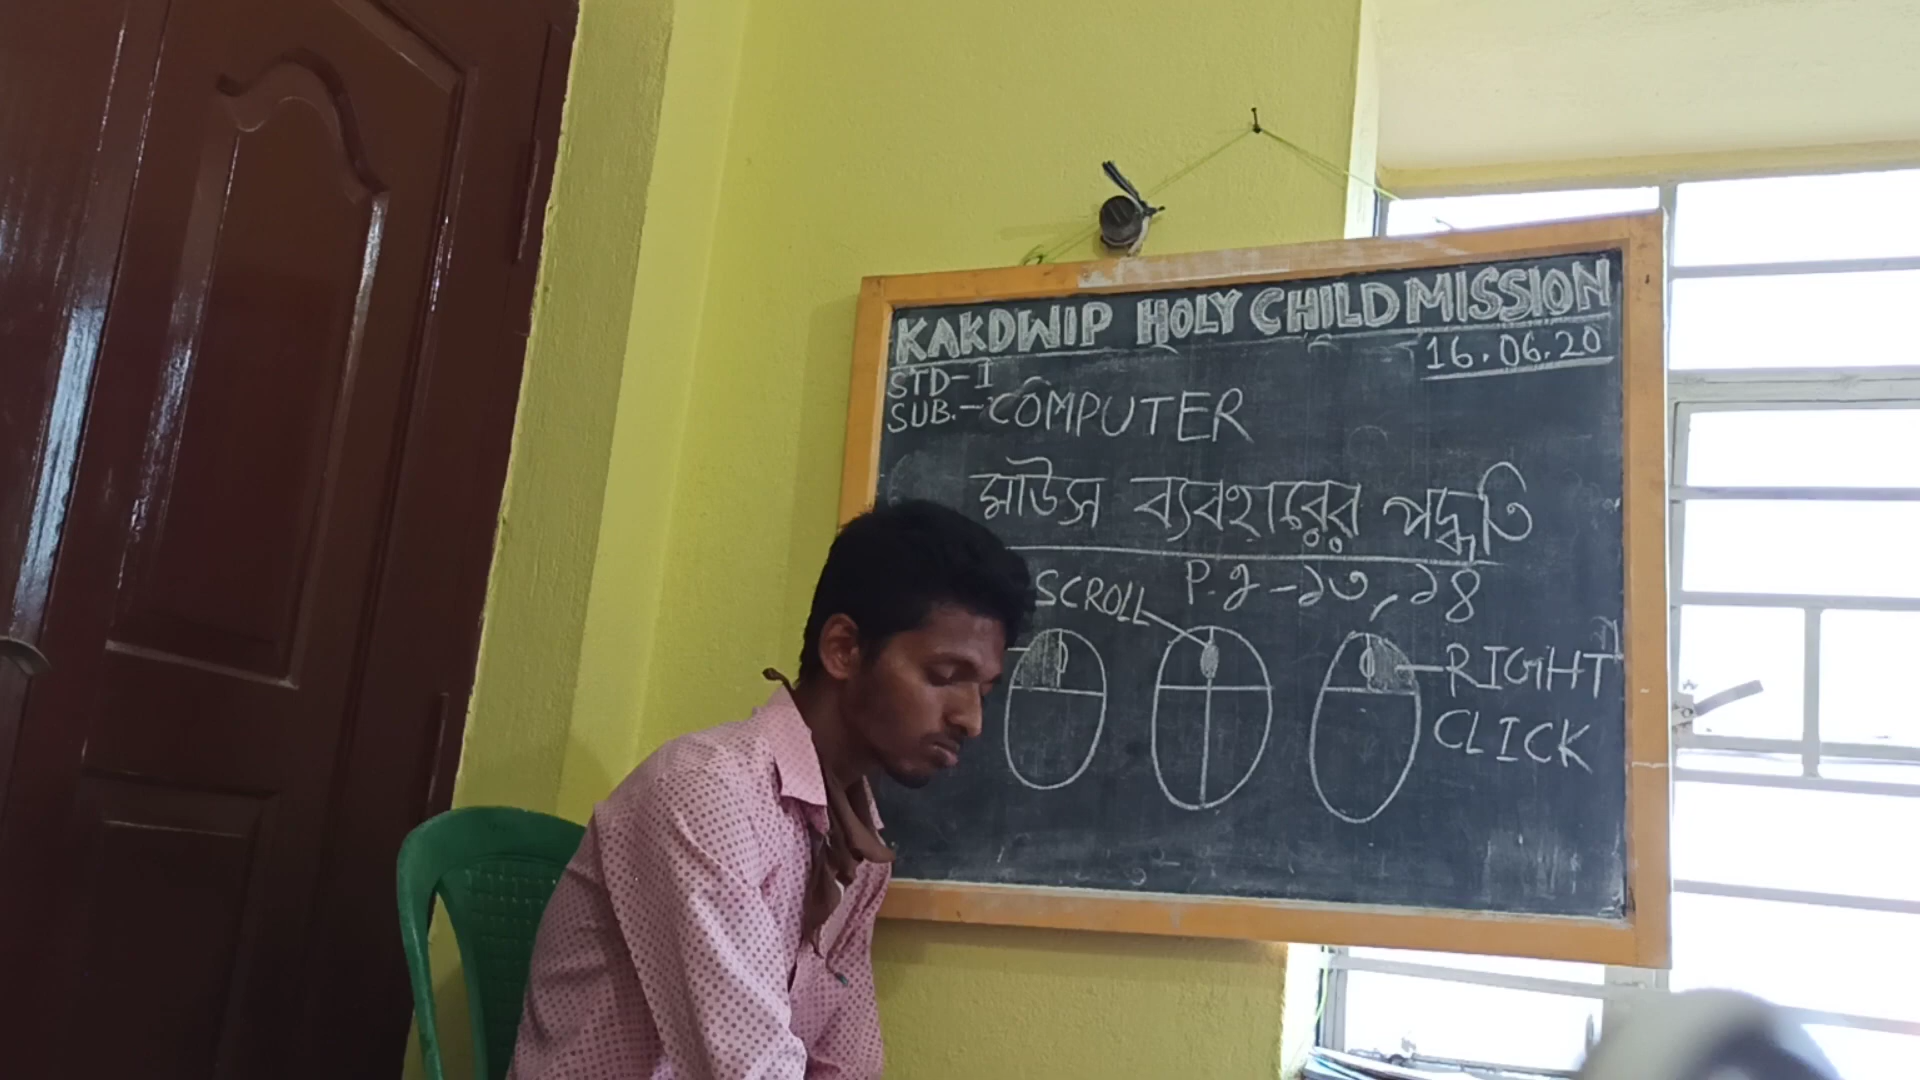 KAKDWIP HOLY CHILD MISSION
16.06.20
STD-I
SUB.-COMPUTER
মাউস ব্যবহারের পদ্ধতি
P.g-১৩,১৪
SCROLL
RIGHT
CLICK